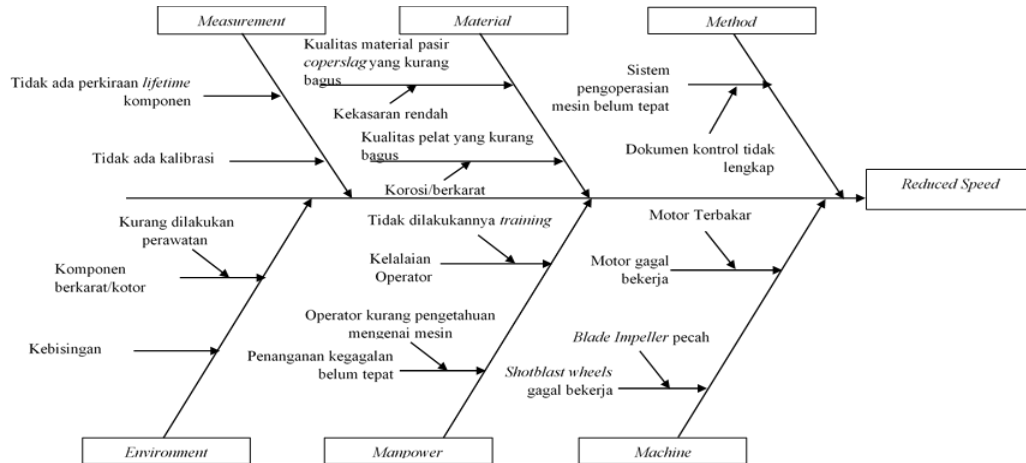 Measurement
Material
Method
Kualitas material pasir
coperslag yang kurang
bagus
Kekasaran rendah
Tidak ada perkiraan lifetime
komponen
Sistem
pengoperasian
mesin belum tepat
Kualitas pelat yang kurang
bagus
Tidak ada kalibrasi
Dokumen kontrol tidak
lengkap
Korosi/berkarat
Reduced Speed
Kurang dilakukan
perawatan
Tidak dilakukannya training
Motor Terbakar
Komponen
berkarat/kotor
Kelalaian
Operator
Motor gagal
bekerja
Operator kurang pengetahuan
mengenai mesin
Kebisingan
Penanganan kegagalan
belum tepat
Blade Impeller pecah
Shotblast wheels
gagal bekerja
Environment
Manpower
Machine